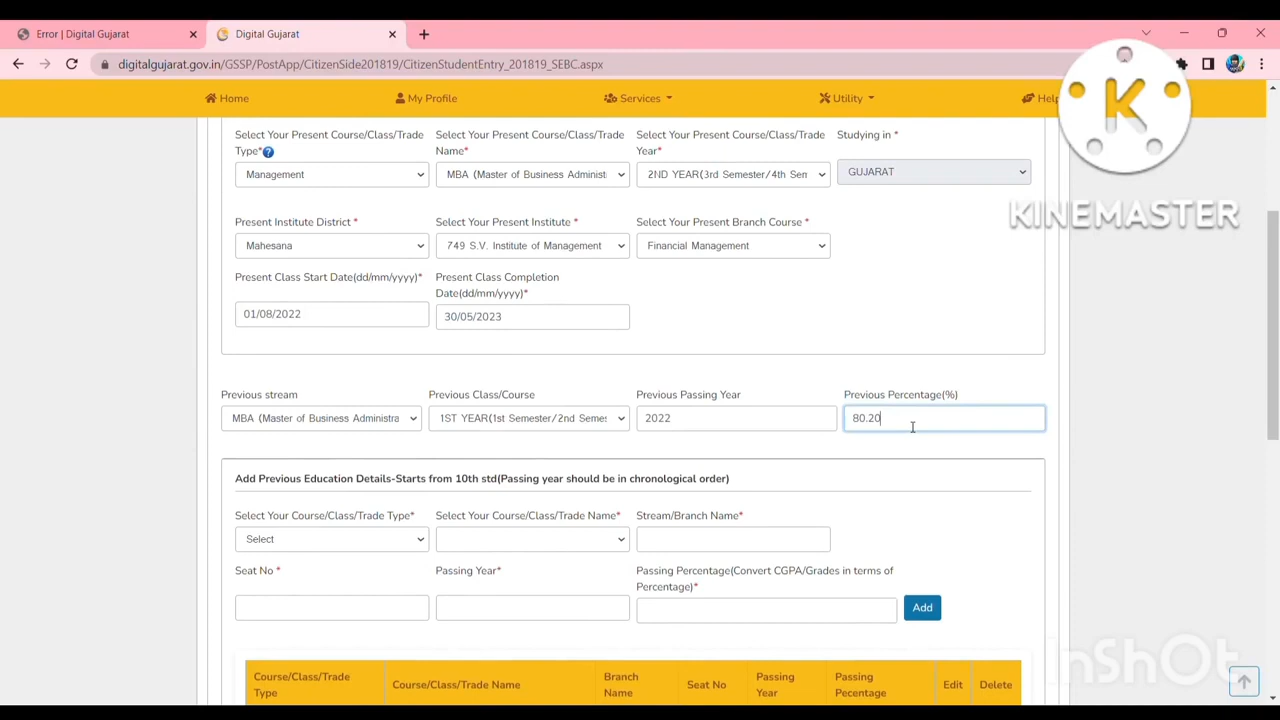 Error | Digital Gujarat
Digital Gujarat
digitalgujarat.gov.in/GSSP/PostApp/CitizenSide201819/CitizenStudentEntry_201819_SEBC.aspx
Home My Profile Services Utility Help
K
KINEMASTER
Select Your Present Course/Class/Trade Type* Select Your Present Course/Class/Trade Name* Select Your Present Course/Class/Trade Year* Studying in *
Management MBA (Master of Business Administ 2ND YEAR(3rd Semester/4th Sem GUJARAT
Present Institute District * Select Your Present Institute * Select Your Present Branch Course *
Mahesana 749 S.V. Institute of Management Financial Management
Present Class Start Date(dd/mm/yyyy)* Present Class Completion Date(dd/mm/yyyy)*
01/08/2022 30/05/2023
Previous stream Previous Class/Course Previous Passing Year Previous Percentage(%)
MBA (Master of Business Administra 1ST YEAR(1st Semester/2nd Semes 2022 80.20
Add Previous Education Details-Starts from 10th std(Passing year should be in chronological order)
Select Your Course/Class/Trade Type* Select Your Course/Class/Trade Name* Stream/Branch Name*
Select
Seat No * Passing Year* Passing Percentage(Convert CGPA/Grades in terms of Percentage)*
Add
Course/Class/Trade Type Course/Class/Trade Name Branch Name Seat No Passing Year Passing Pecentage Edit Delete
InShOt